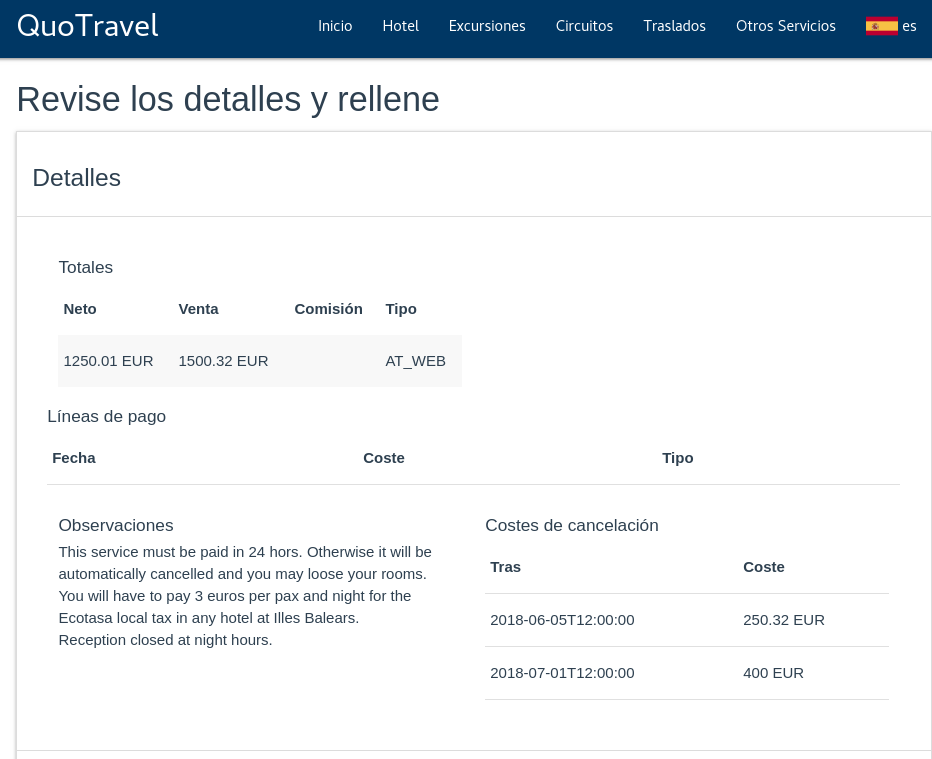 QuoTravel
Inicio Hotel Excursiones Circuitos Traslados Otros Servicios es
Revise los detalles y rellene
Detalles
Totales
Neto Venta Comisión Tipo
1250.01 EUR 1500.32 EUR AT_WEB
Líneas de pago
Fecha Coste Tipo
Observaciones
This service must be paid in 24 hors. Otherwise it will be
automatically cancelled and you may loose your rooms.
You will have to pay 3 euros per pax and night for the
Ecotasa local tax in any hotel at Illes Balears.
Reception closed at night hours.
Costes de cancelación
Tras Coste
2018-06-05T12:00:00 250.32 EUR
2018-07-01T12:00:00 400 EUR